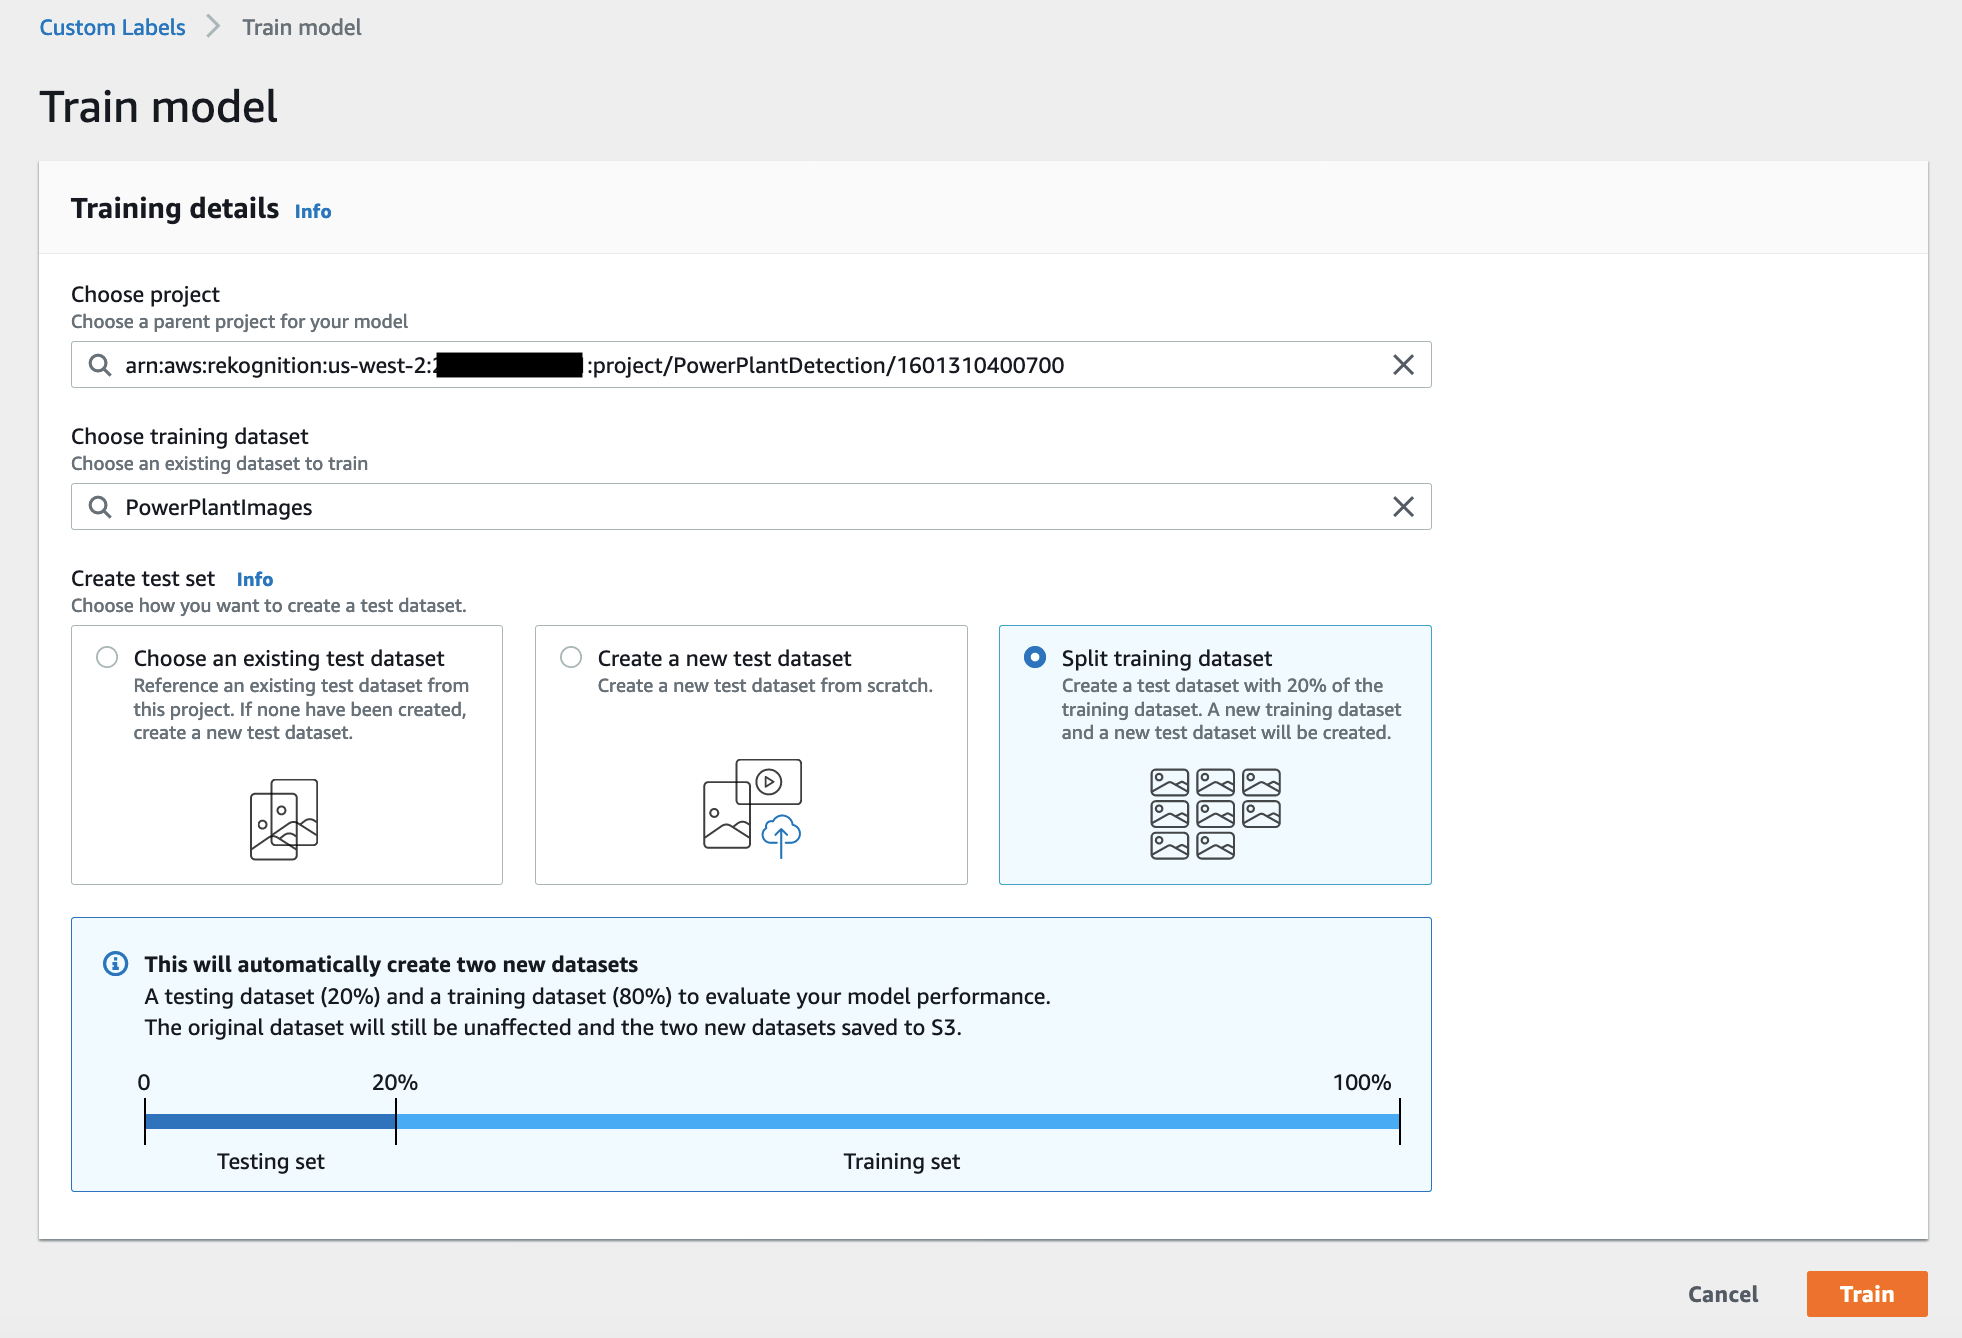 Custom Labels > Train model
Train model
Training details Info
Choose project
Choose a parent project for your model
arn:aws:rekognition:us-west-2: :project/PowerPlantDetection/1601310400700
Choose training dataset
Choose an existing dataset to train
PowerPlantImages
Create test set Info
Choose how you want to create a test dataset.
Choose an existing test dataset
Reference an existing test dataset from
this project. If none have been created,
create a new test dataset.
Create a new test dataset
Create a new test dataset from scratch.
Split training dataset
Create a test dataset with 20% of the
training dataset. A new training dataset
and a new test dataset will be created.
This will automatically create two new datasets
A testing dataset (20%) and a training dataset (80%) to evaluate your model performance.
The original dataset will still be unaffected and the two new datasets saved to S3.
0 20% 100%
Testing set Training set
Cancel Train